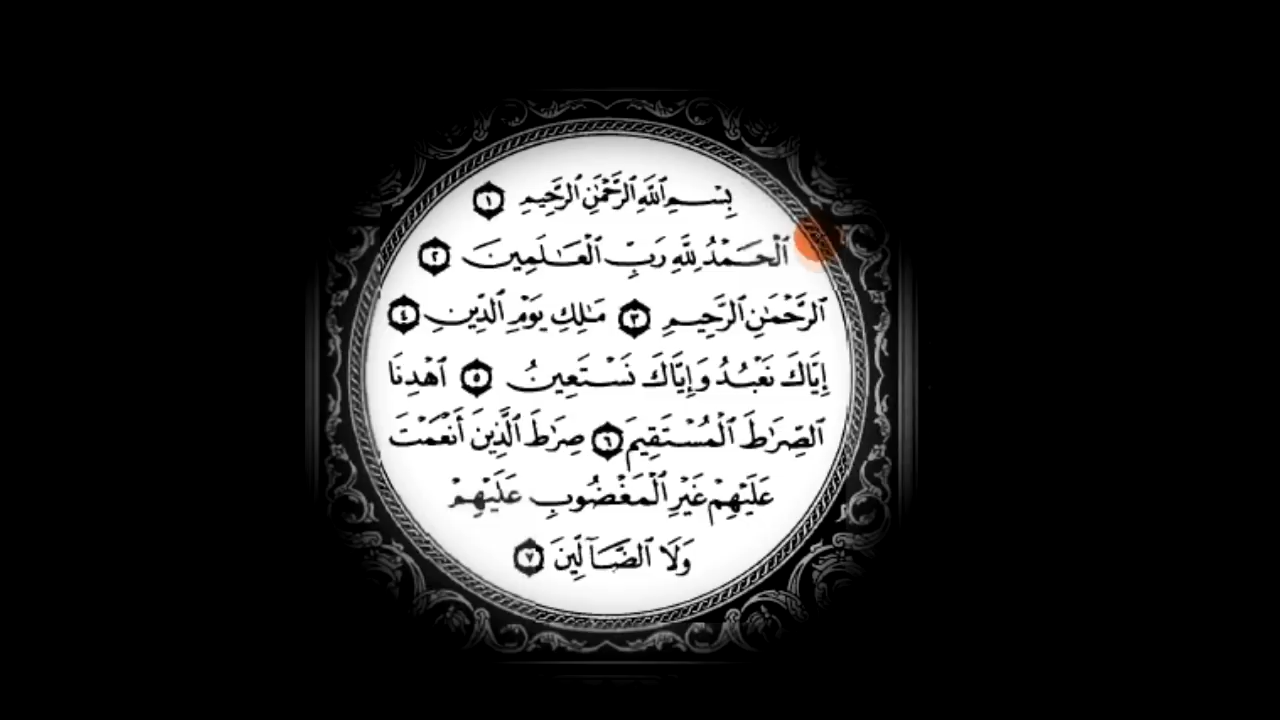 بِسْمِ ٱللَّهِ ٱلرَّحْمَٰنِ ٱلرَّحِيمِ ١
ٱلْحَمْدُ لِلَّهِ رَبِّ ٱلْعَٰلَمِينَ ٢
ٱلرَّحْمَٰنِ ٱلرَّحِيمِ ٣ مَٰلِكِ يَوْمِ ٱلدِّينِ ٤
إِيَّاكَ نَعْبُدُ وَإِيَّاكَ نَسْتَعِينُ ٥ ٱهْدِنَا
ٱلصِّرَٰطَ ٱلْمُسْتَقِيمَ ٦ صِرَٰطَ ٱلَّذِينَ أَنْعَمْتَ
عَلَيْهِمْ غَيْرِ ٱلْمَغْضُوبِ عَلَيْهِمْ
وَلَا ٱلضَّآلِّينَ ٧